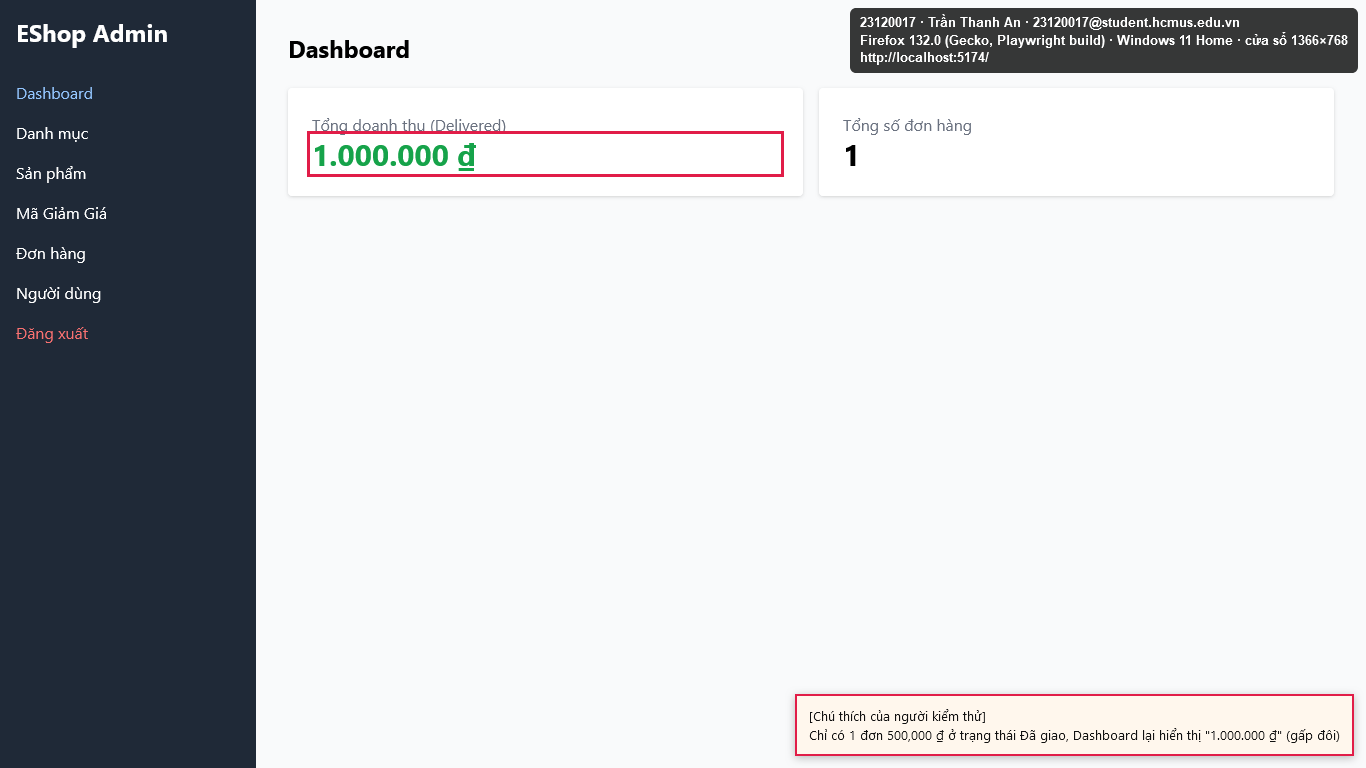 EShop Admin
Dashboard
Danh mục
Sản phẩm
Mã Giảm Giá
Đơn hàng
Người dùng
Đăng xuất
Dashboard
23120017 · Trần Thanh An · 23120017@student.hcmus.edu.vn
Firefox 132.0 (Gecko, Playwright build) · Windows 11 Home · cửa sổ 1366×768
http://localhost:5174/
Tổng doanh thu (Delivered)
1.000.000 ₫
Tổng số đơn hàng
1
[Chú thích của người kiểm thử]
Chỉ có 1 đơn 500,000 ₫ ở trạng thái Đã giao, Dashboard lại hiển thị "1.000.000 ₫" (gấp đôi)